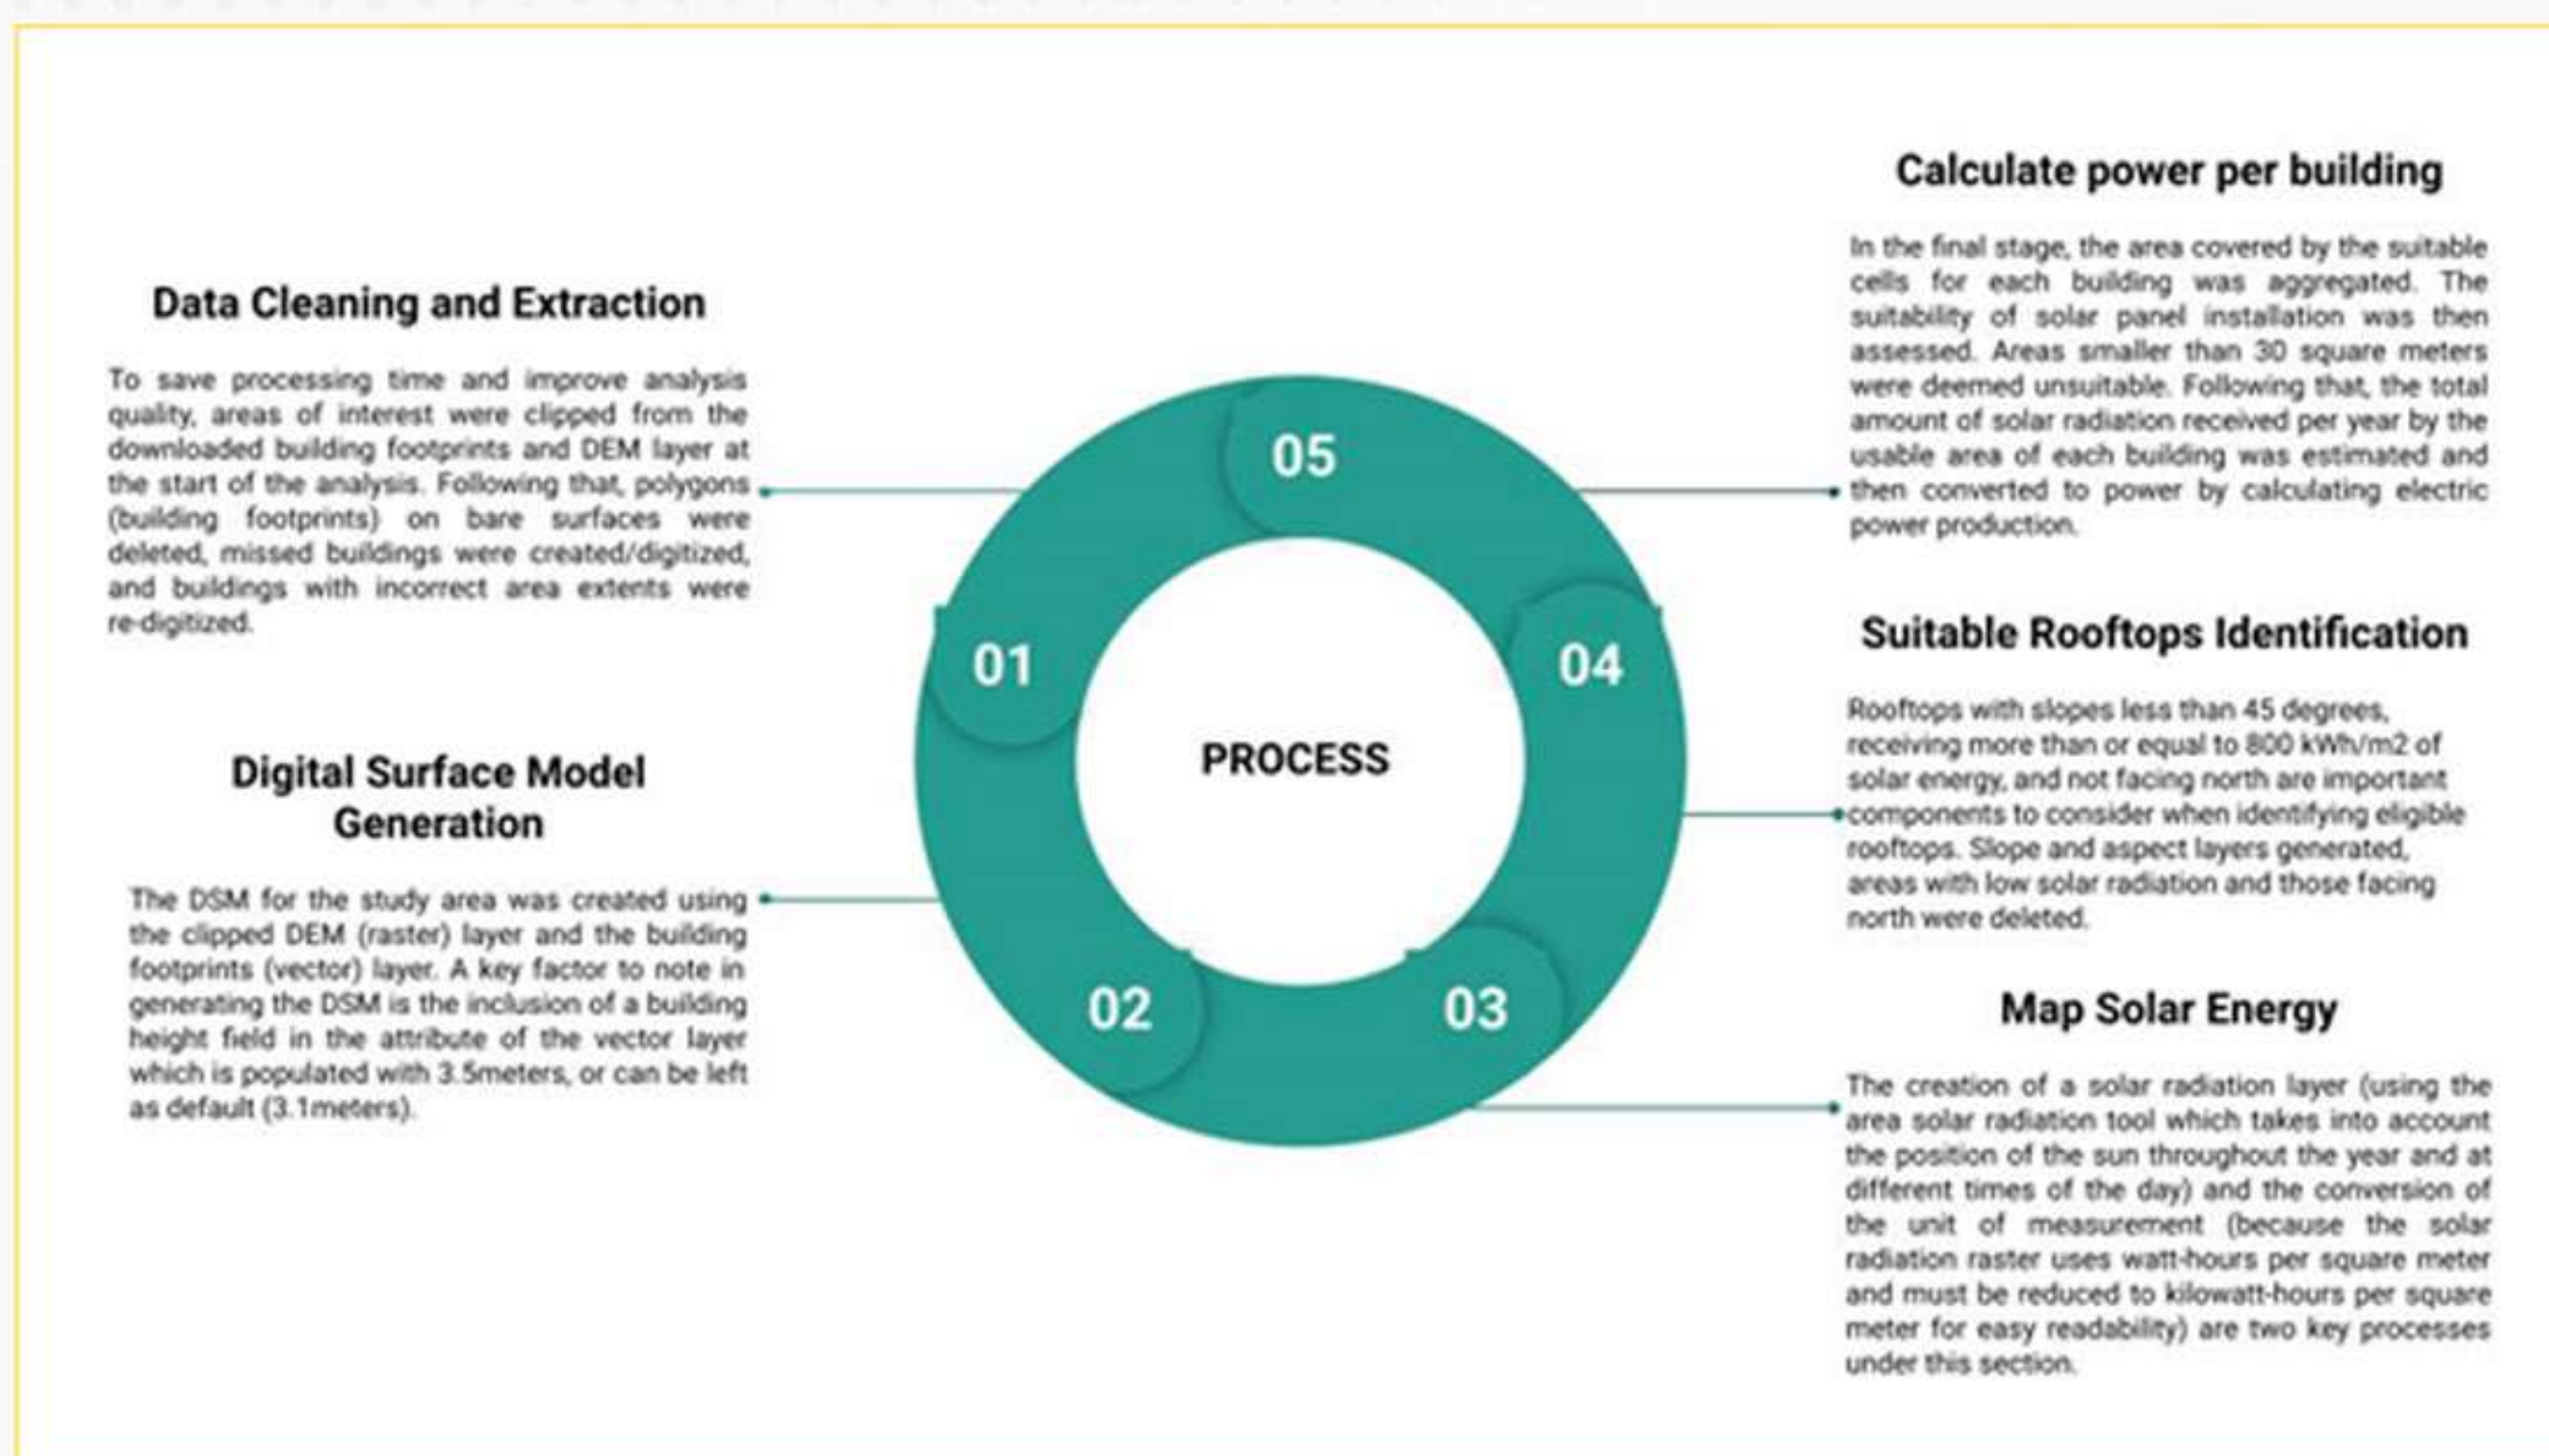 Data Cleaning and Extraction
To save processing time and improve analysis
quality, areas of interest were clipped from the
downloaded building footprints and DEM layer at
the start of the analysis. Following that, polygons
(building footprints) on bare surfaces were
deleted, missed buildings were created/digitized,
and buildings with incorrect area extents were
re-digitized.
Digital Surface Model
Generation
The DSM for the study area was created using
the clipped DEM (raster) layer and the building
footprints (vector) layer. A key factor to note in
generating the DSM is the inclusion of a building
height field in the attribute of the vector layer
which is populated with 3.5meters, or can be left
as default (3.1meters).
05
01
04
PROCESS
02
03
Calculate power per building
In the final stage, the area covered by the suitable
cells for each building was aggregated. The
suitability of solar panel installation was then
assessed. Areas smaller than 30 square meters
were deemed unsuitable. Following that, the total
amount of solar radiation received per year by the
usable area of each building was estimated and
then converted to power by calculating electric
power production.
Suitable Rooftops Identification
Rooftops with slopes less than 45 degrees,
receiving more than or equal to 800 kWh/m2 of
solar energy, and not facing north are important
components to consider when identifying eligible
rooftops. Slope and aspect layers generated,
areas with low solar radiation and those facing
north were deleted.
Map Solar Energy
The creation of a solar radiation layer (using the
area solar radiation tool which takes into account
the position of the sun throughout the year and at
different times of the day) and the conversion of
the unit of measurement (because the solar
radiation raster uses watt-hours per square meter
and must be reduced to kilowatt-hours per square
meter for easy readability) are two key processes
under this section.